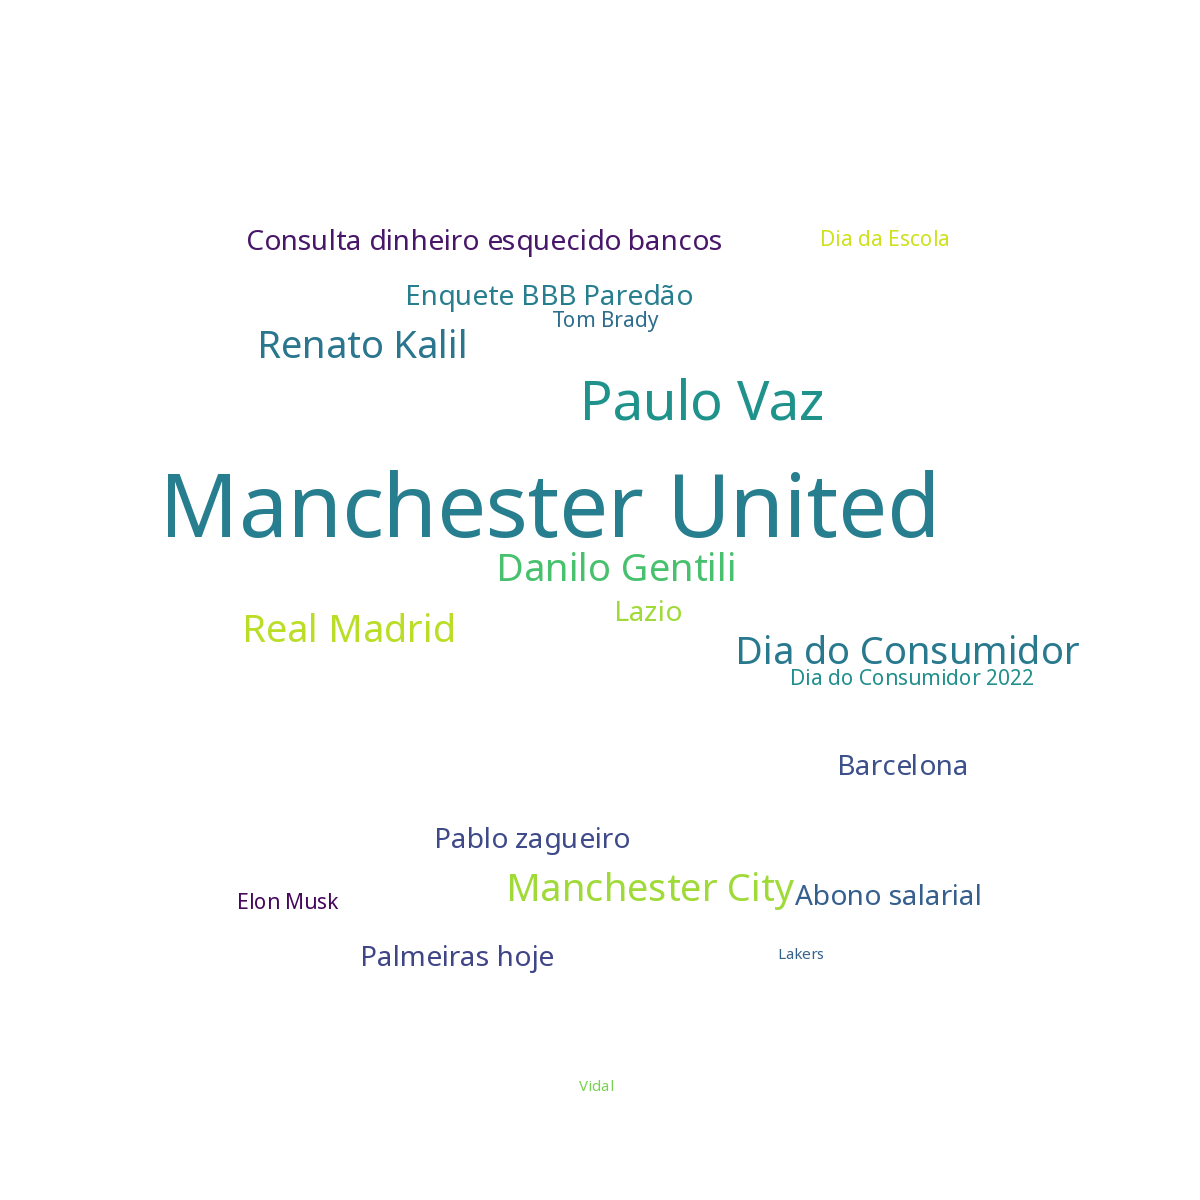 Consulta dinheiro esquecido bancos
Dia da Escola
Enquete BBB Paredão
Tom Brady
Renato Kalil
Paulo Vaz
Manchester United
Danilo Gentili
Lazio
Real Madrid
Dia do Consumidor
Dia do Consumidor 2022
Barcelona
Pablo zagueiro
Manchester City
Abono salarial
Elon Musk
Palmeiras hoje
Lakers
Vidal